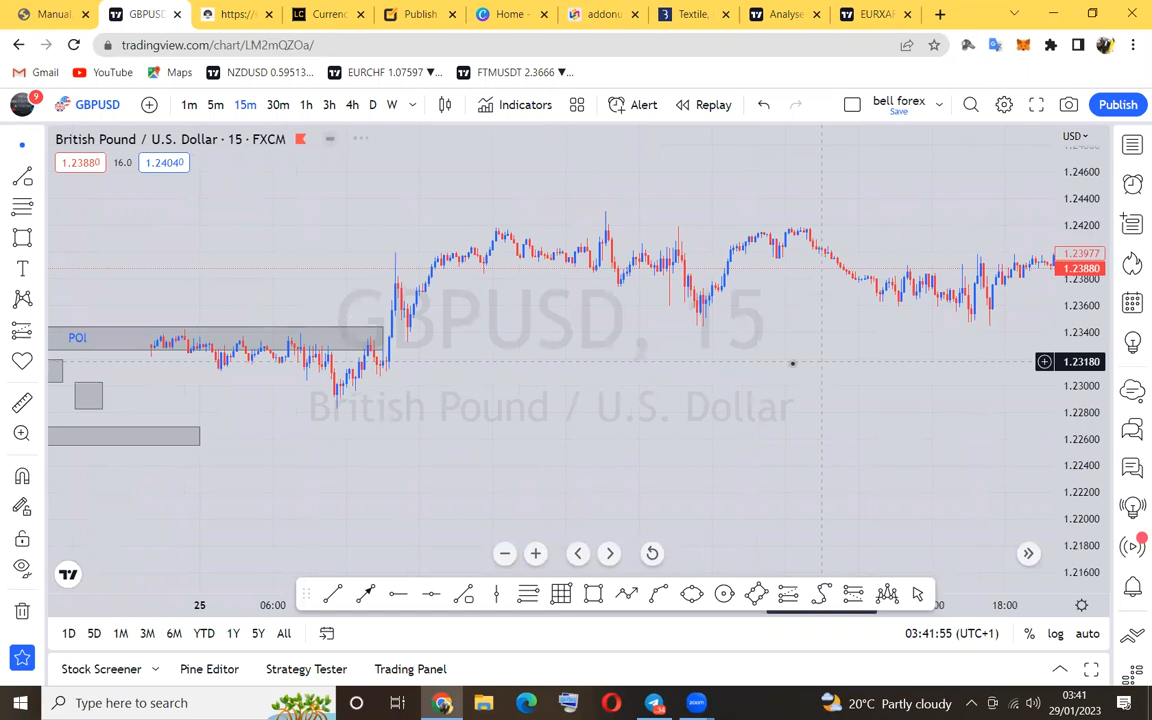 Manual
GBPUSD
https://s
Currenc
Publish
Home -
addonu
Textile,
Analyse
EURXAF
tradingview.com/chart/LM2mQZOa/
Gmail
YouTube
Maps
NZDUSD 0.59513...
EURCHF 1.07597 ▼...
FTMUSDT 2.3666 ▼...
9
GBPUSD
1m 5m 15m 30m 1h 3h 4h D W
Indicators
Alert
Replay
bell forex
Save
Publish
British Pound / U.S. Dollar · 15 · FXCM
1.23880
16.0
1.24040
USD
1.24600
1.24400
1.24200
1.23977
1.23880
1.23800
1.23600
1.23400
1.23180
1.23000
1.22800
1.22600
1.22400
1.22200
1.22000
1.21800
1.21600
GBPUSD, 15
British Pound / U.S. Dollar
POI
25
06:00
18:00
1D 5D 1M 3M 6M YTD 1Y 5Y All
03:41:55 (UTC+1)
% log auto
Stock Screener
Pine Editor
Strategy Tester
Trading Panel
Type here to search
20°C Partly cloudy
03:41
29/01/2023